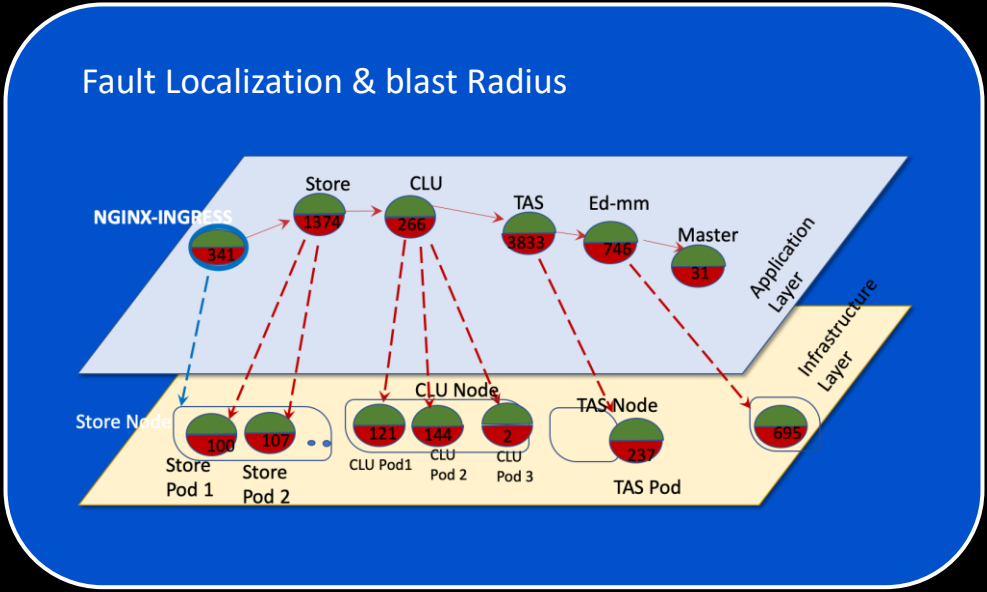 Fault Localization & blast Radius
Store
CLU
TAS
Ed-mm
NGINX-INGRESS
Master
1374
266
3833
746
341
31
Application
Layer
Infrastructure
Layer
CLU Node
TAS Node
Store Node
100
107
121
144
2
237
695
Store
Pod 1
Store
Pod 2
CLU Pod1
CLU
Pod 2
CLU
Pod 3
TAS Pod